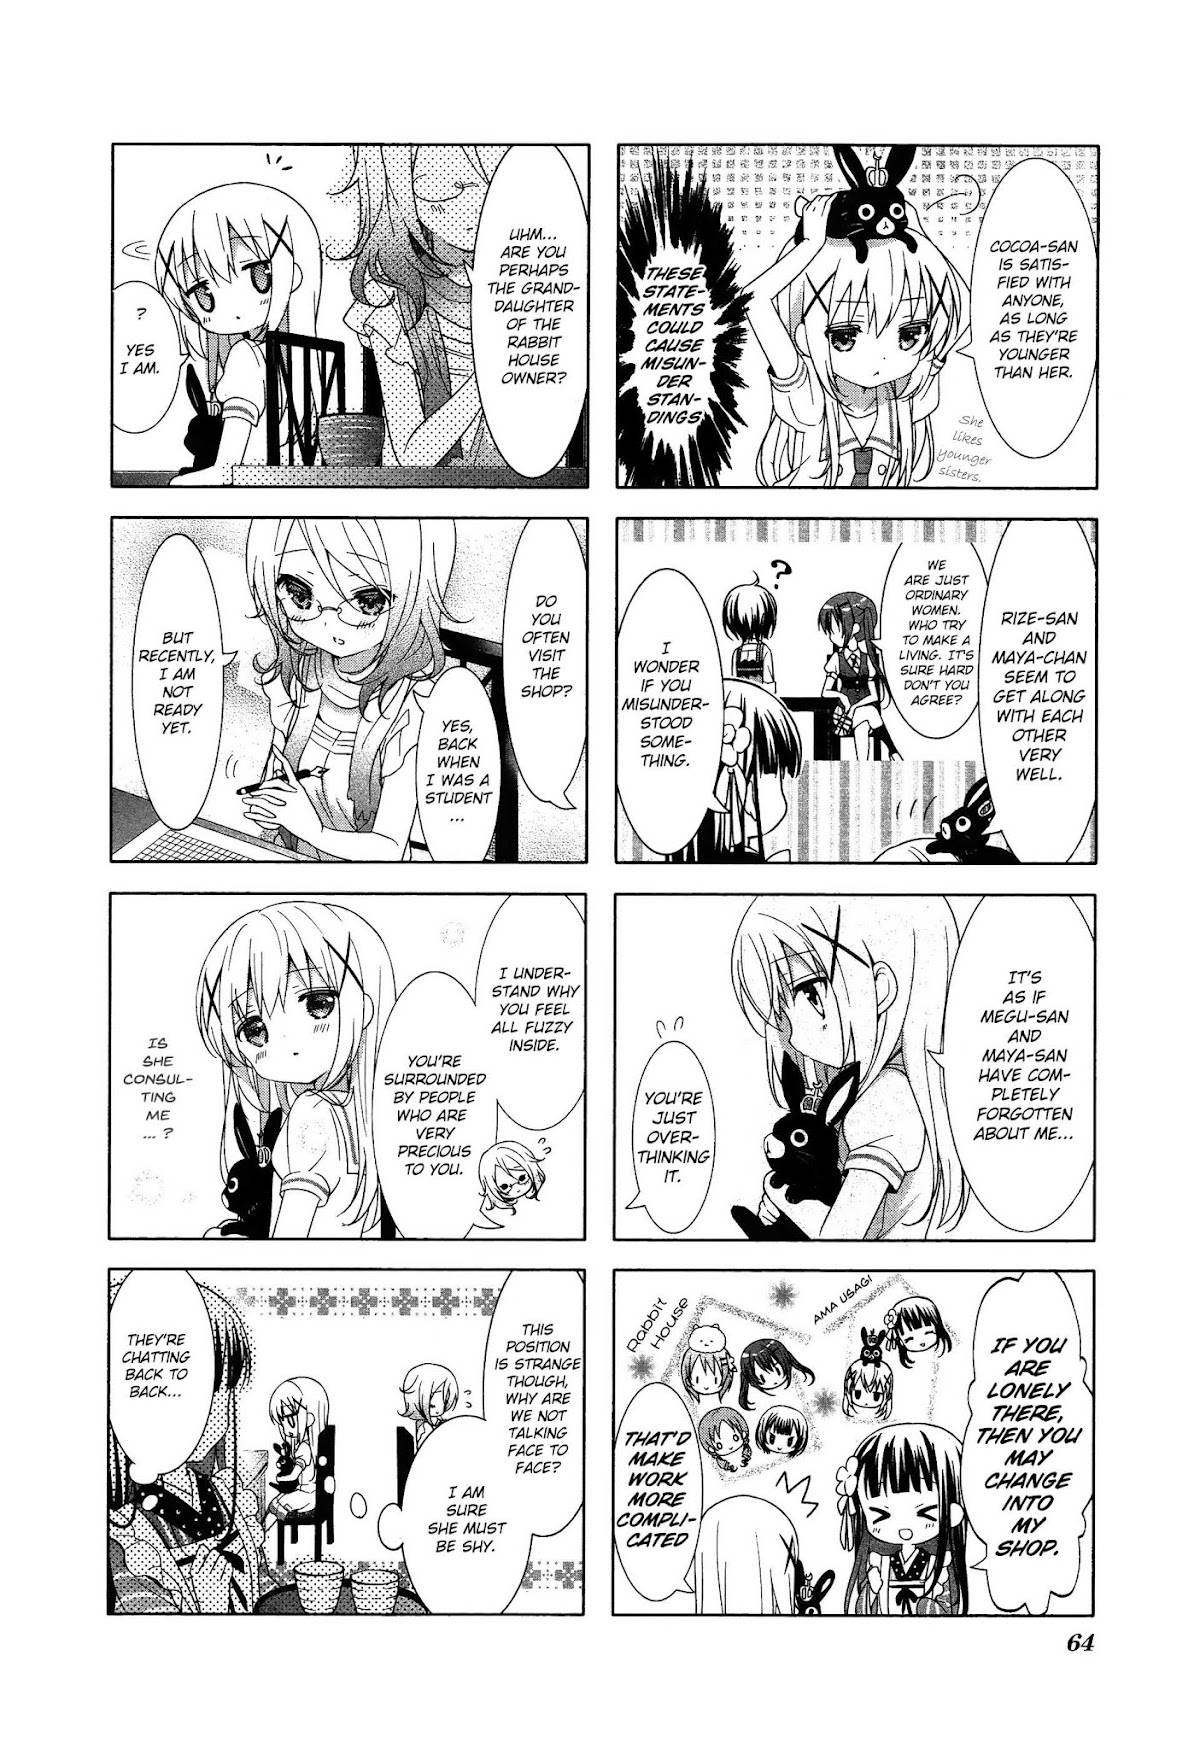 COCOA-SAN
IS SATIS-
FIED WITH
ANYONE,
AS LONG
AS THEY'RE
YOUNGER
THAN HER.
She
likes
younger
sisters.
THESE
STATE-
MENTS
COULD
CAUSE
MISUN-
DER
STAN-
DINGS
RIZE-SAN
AND
MAYA-CHAN
SEEM TO
GET ALONG
WITH EACH
OTHER
VERY
WELL.
WE
ARE JUST
ORDINARY
WOMEN,
WHO TRY
TO MAKE A
LIVING. IT'S
SURE HARD
DON'T YOU
AGREE?
?
I
WONDER
IF YOU
MISUNDER-
STOOD
SOME-
THING.
IT'S
AS IF
MEGU-SAN
AND
MAYA-SAN
HAVE COM-
PLETELY
FORGOTTEN
ABOUT ME...
YOU'RE
JUST
OVER-
THINKING
IT.
IF YOU
ARE
LONELY
THERE,
THEN YOU
MAY
CHANGE
INTO
MY
SHOP.
AMA USAGI
Rabbit
House
THAT'D
MAKE
WORK
MORE
COMPLI-
CATED
UHM...
ARE YOU
PERHAPS
THE GRAND-
DAUGHTER
OF THE
RABBIT
HOUSE
OWNER?
?
YES
I AM.
DO
YOU
OFTEN
VISIT
THE
SHOP?
YES,
BACK
WHEN
I WAS A
STUDENT
...
BUT
RECENTLY,
I AM
NOT
READY
YET.
I UNDER-
STAND WHY
YOU FEEL
ALL FUZZY
INSIDE.
YOU'RE
SURROUNDED
BY PEOPLE
WHO ARE
VERY
PRECIOUS
TO YOU.
IS
SHE
CONSUL-
TING
ME
... ?
THIS
POSITION
IS STRANGE
THOUGH,
WHY ARE
WE NOT
TALKING
FACE TO
FACE?
I AM
SURE
SHE MUST
BE SHY.
THEY'RE
CHATTING
BACK TO
BACK...
64